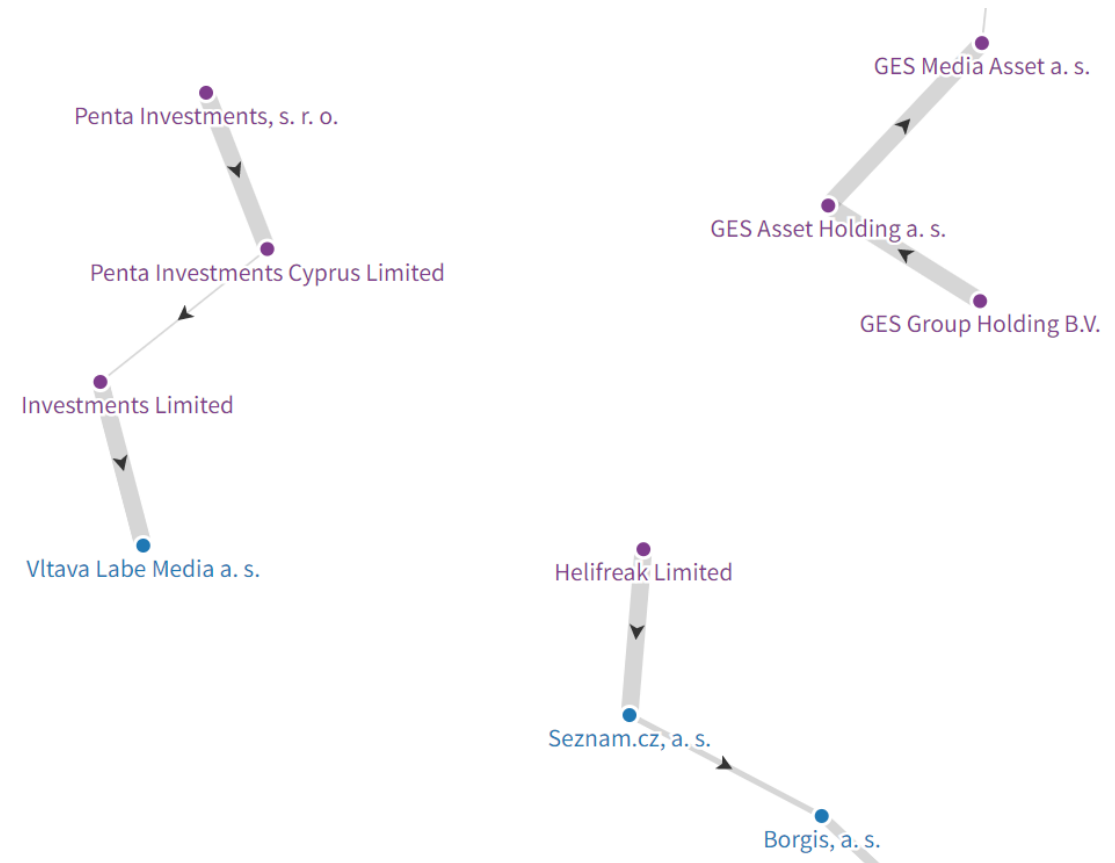 GES Media Asset a. s.
Penta Investments, s. r. o.
GES Asset Holding a. s.
Penta Investments Cyprus Limited
GES Group Holding B.V.
Investments Limited
Vltava Labe Media a. s.
Helifreak Limited
Seznam.cz, a. s.
Borgis, a. s.